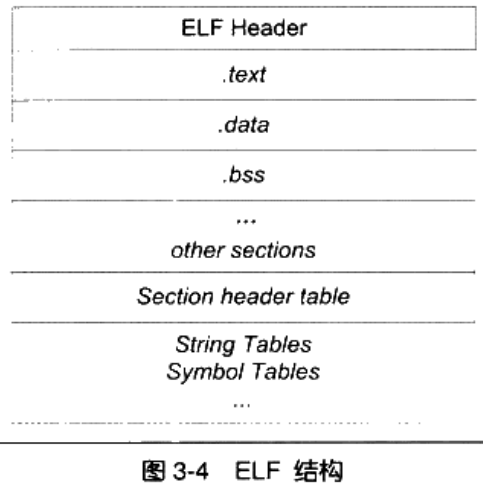 ELF Header
.text
.data
.bss
...
other sections
Section header table
String Tables
Symbol Tables
...
图 3-4 ELF 结构